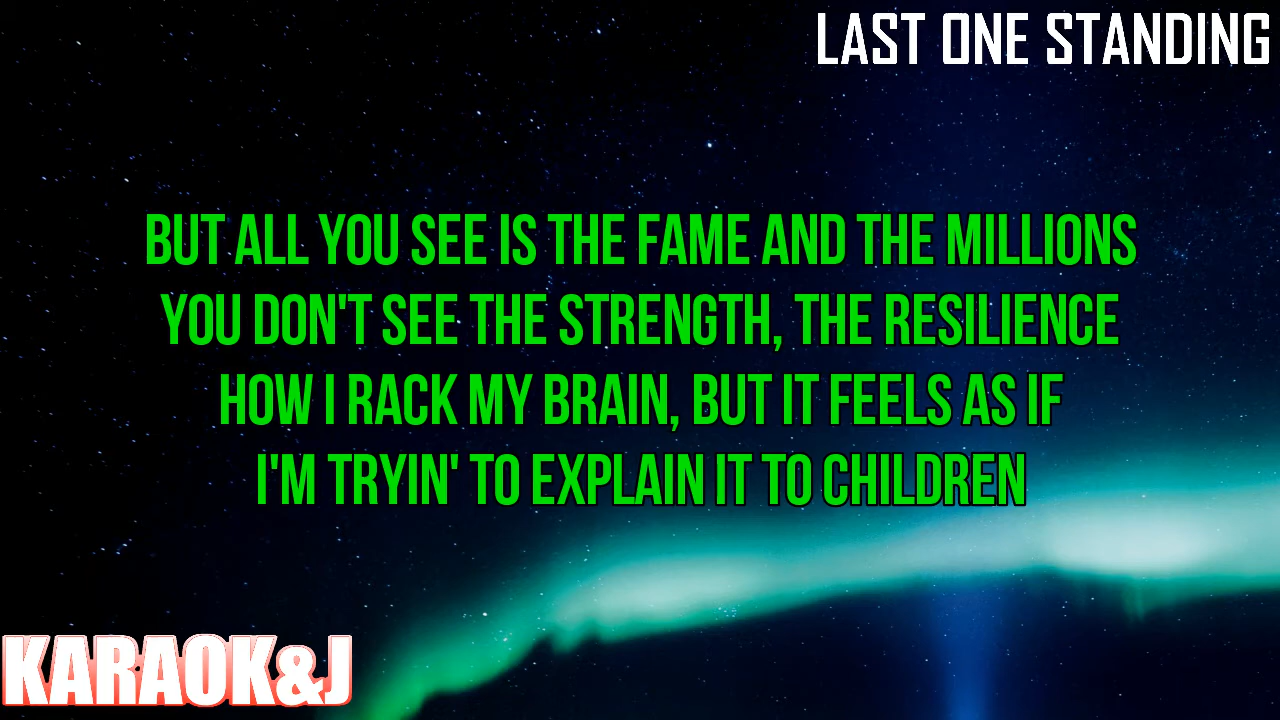 LAST ONE STANDING
BUT ALL YOU SEE IS THE FAME AND THE MILLIONS
YOU DON'T SEE THE STRENGTH, THE RESILIENCE
HOW I RACK MY BRAIN, BUT IT FEELS AS IF
I'M TRYIN' TO EXPLAIN IT TO CHILDREN
KARAOK&J